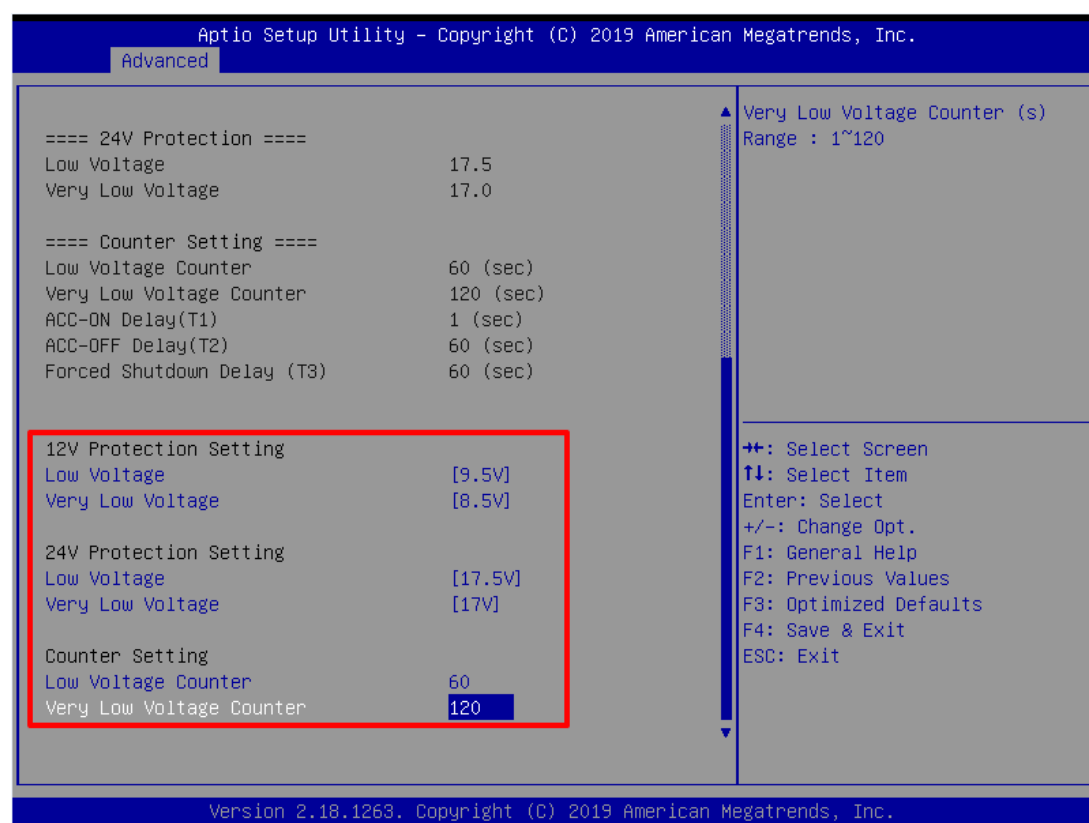 Aptio Setup Utility – Copyright (C) 2019 American Megatrends, Inc.
Advanced
==== 24V Protection ====
Low Voltage 17.5
Very Low Voltage 17.0
==== Counter Setting ====
Low Voltage Counter 60 (sec)
Very Low Voltage Counter 120 (sec)
ACC-ON Delay(T1) 1 (sec)
ACC-OFF Delay(T2) 60 (sec)
Forced Shutdown Delay (T3) 60 (sec)
12V Protection Setting
Low Voltage [9.5V]
Very Low Voltage [8.5V]
24V Protection Setting
Low Voltage [17.5V]
Very Low Voltage [17V]
Counter Setting
Low Voltage Counter 60
Very Low Voltage Counter 120
Very Low Voltage Counter (s)
Range : 1~120
→←: Select Screen
↑↓: Select Item
Enter: Select
+/-: Change Opt.
F1: General Help
F2: Previous Values
F3: Optimized Defaults
F4: Save & Exit
ESC: Exit
Version 2.18.1263. Copyright (C) 2019 American Megatrends, Inc.